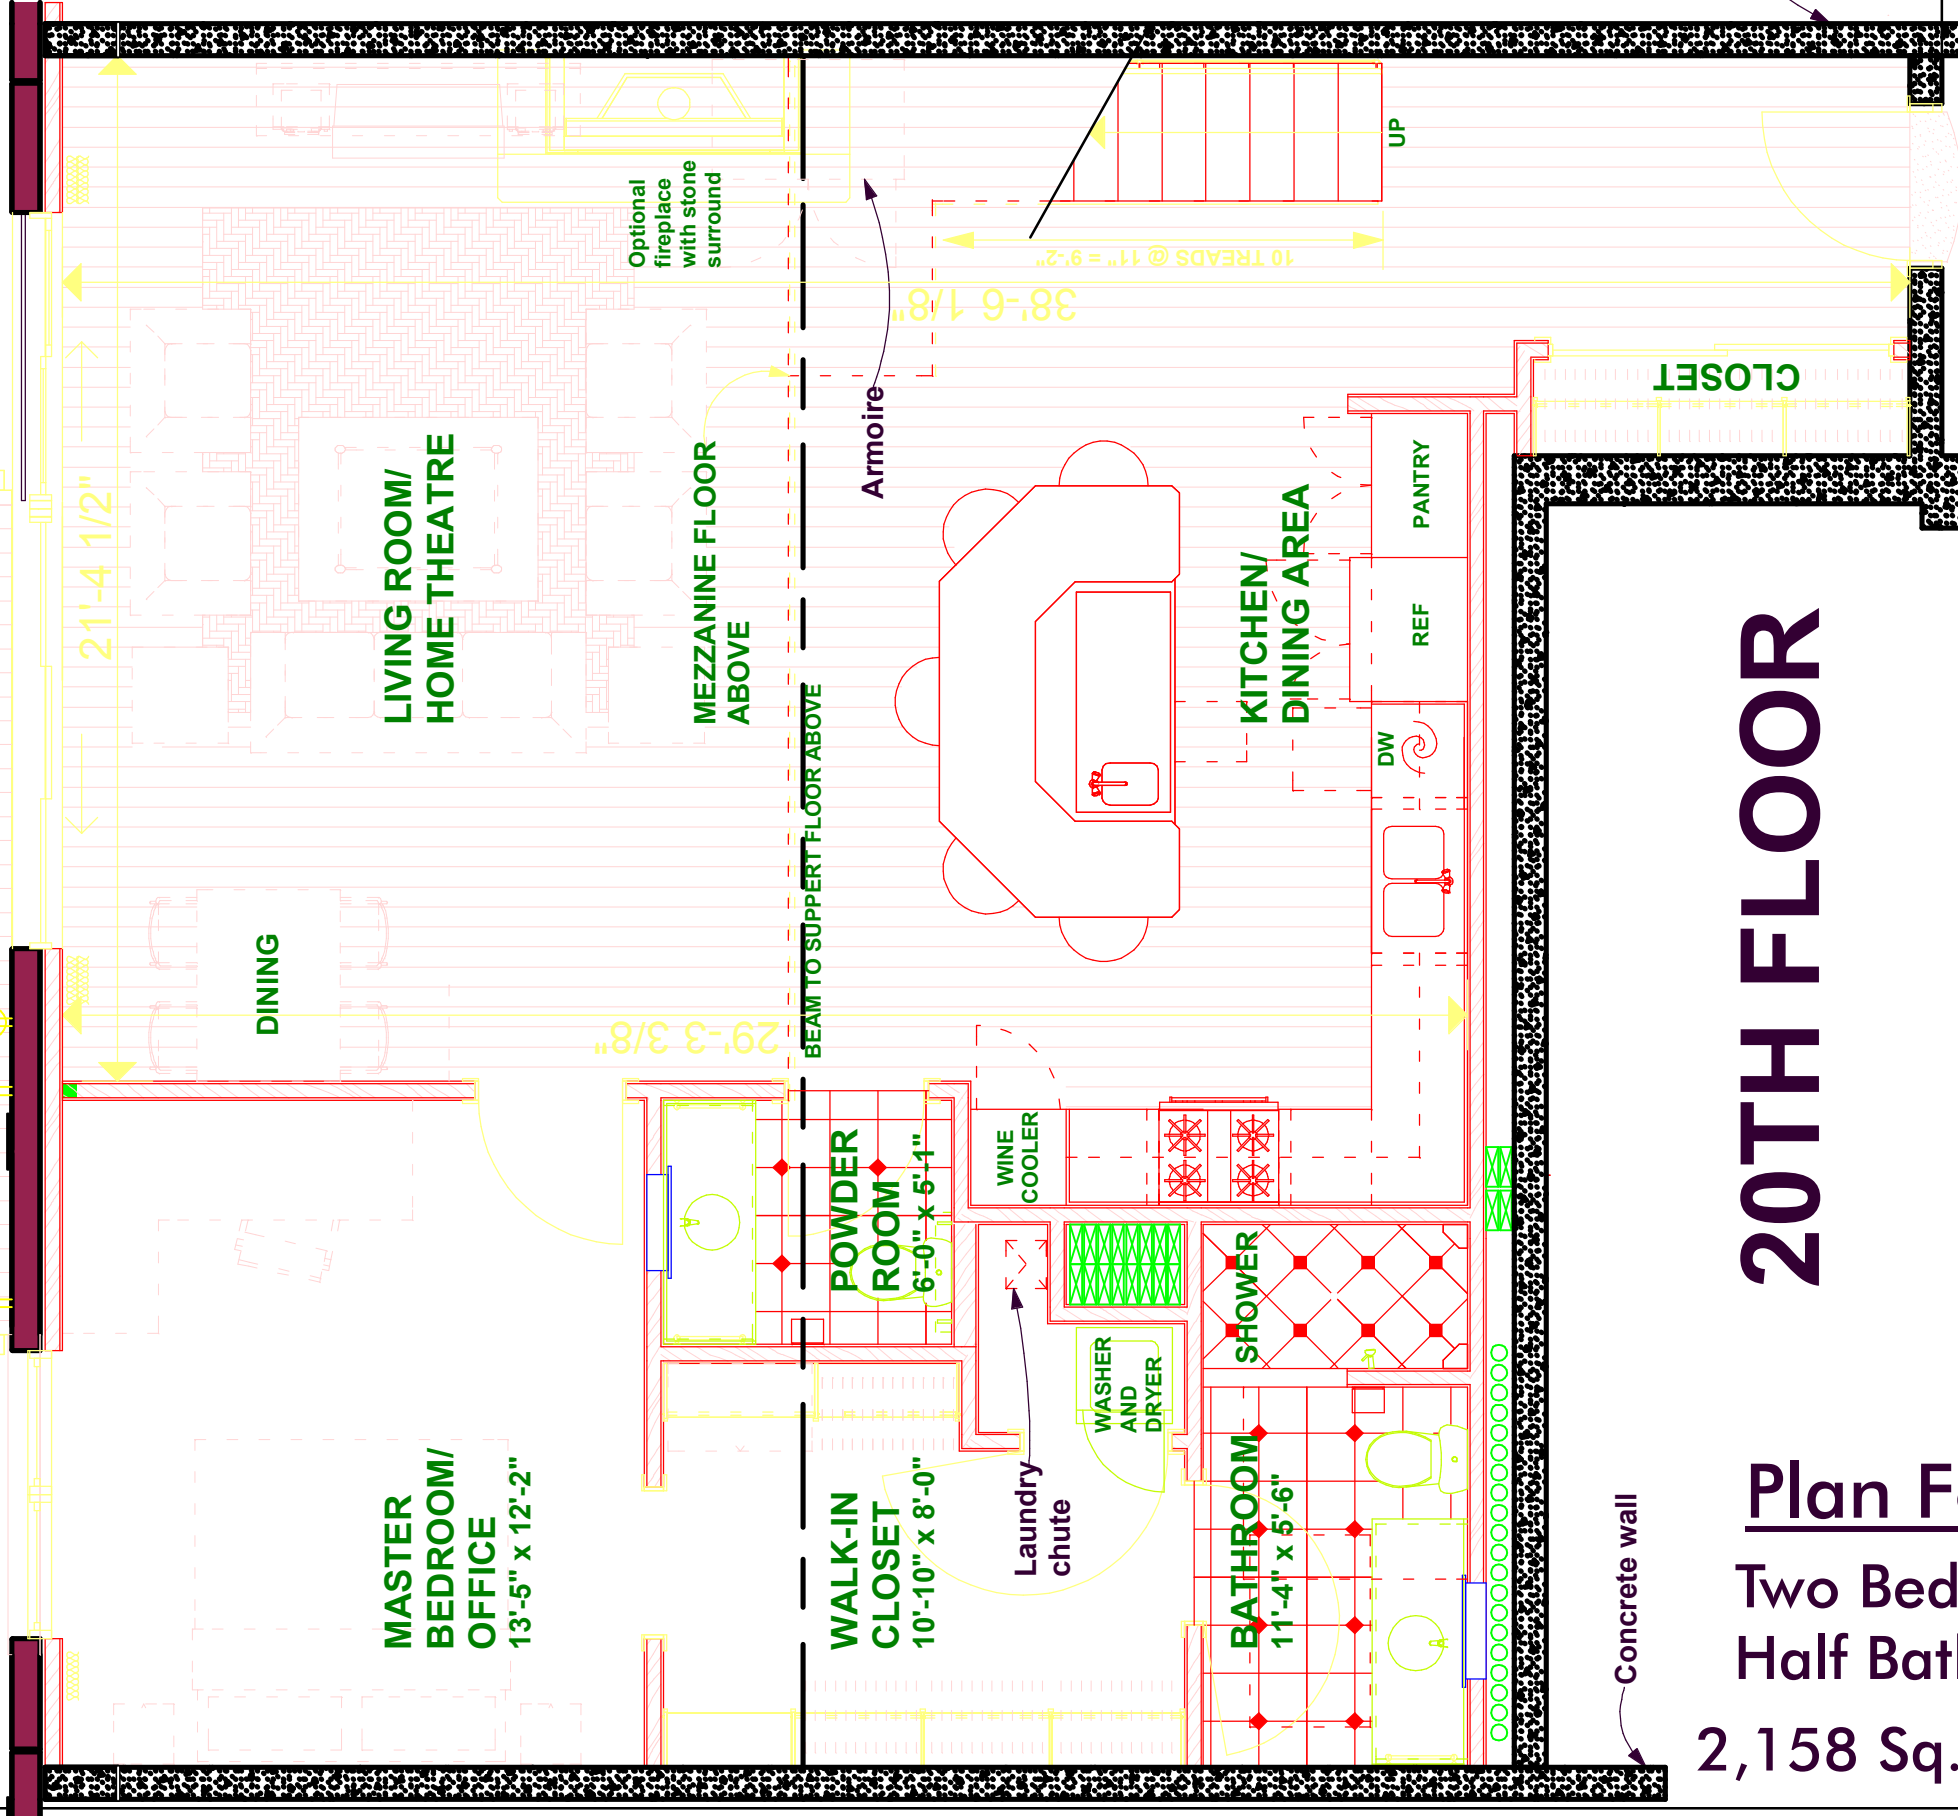 21'-4 1/2"
LIVING ROOM/
HOME THEATRE
Optional
fireplace
with stone
surround
MEZZANINE FLOOR
ABOVE
BEAM TO SUPPERT FLOOR ABOVE
Armoire
38'-6 1/8"
10 TREADS @ 11" = 9'-2"
UP
CLOSET
PANTRY
REF
DW
KITCHEN/
DINING AREA
DINING
29'-3 3/8"
WINE
COOLER
POWDER
ROOM
6'-0" x 5'-1"
SHOWER
WASHER
AND
DRYER
Laundry
chute
MASTER
BEDROOM/
OFFICE
13'-5" x 12'-2"
WALK-IN
CLOSET
10'-10" x 8'-0"
BATHROOM
11'-4" x 5'-6"
Concrete wall
20TH FLOOR
Plan
Two Bed
Half Bat
2,158 Sq.